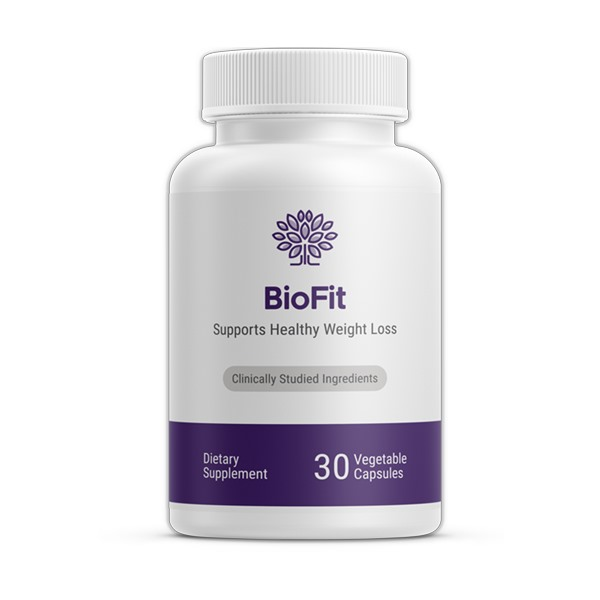 BioFit
Supports Healthy Weight Loss
Clinically Studied Ingredients
Dietary
Supplement
30 Vegetable
Capsules